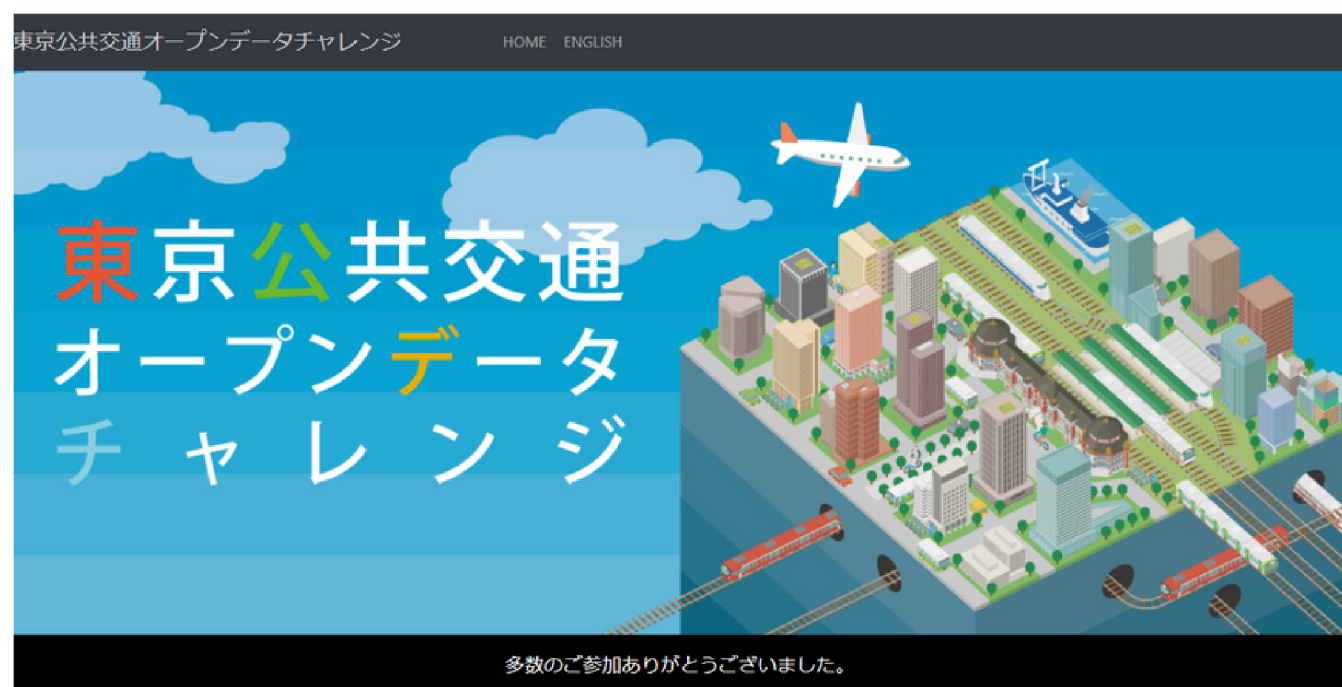 東京公共交通オープンデータチャレンジ
HOME ENGLISH
東京公共交通
オープンデータ
チャレンジ
多数のご参加ありがとうございました。